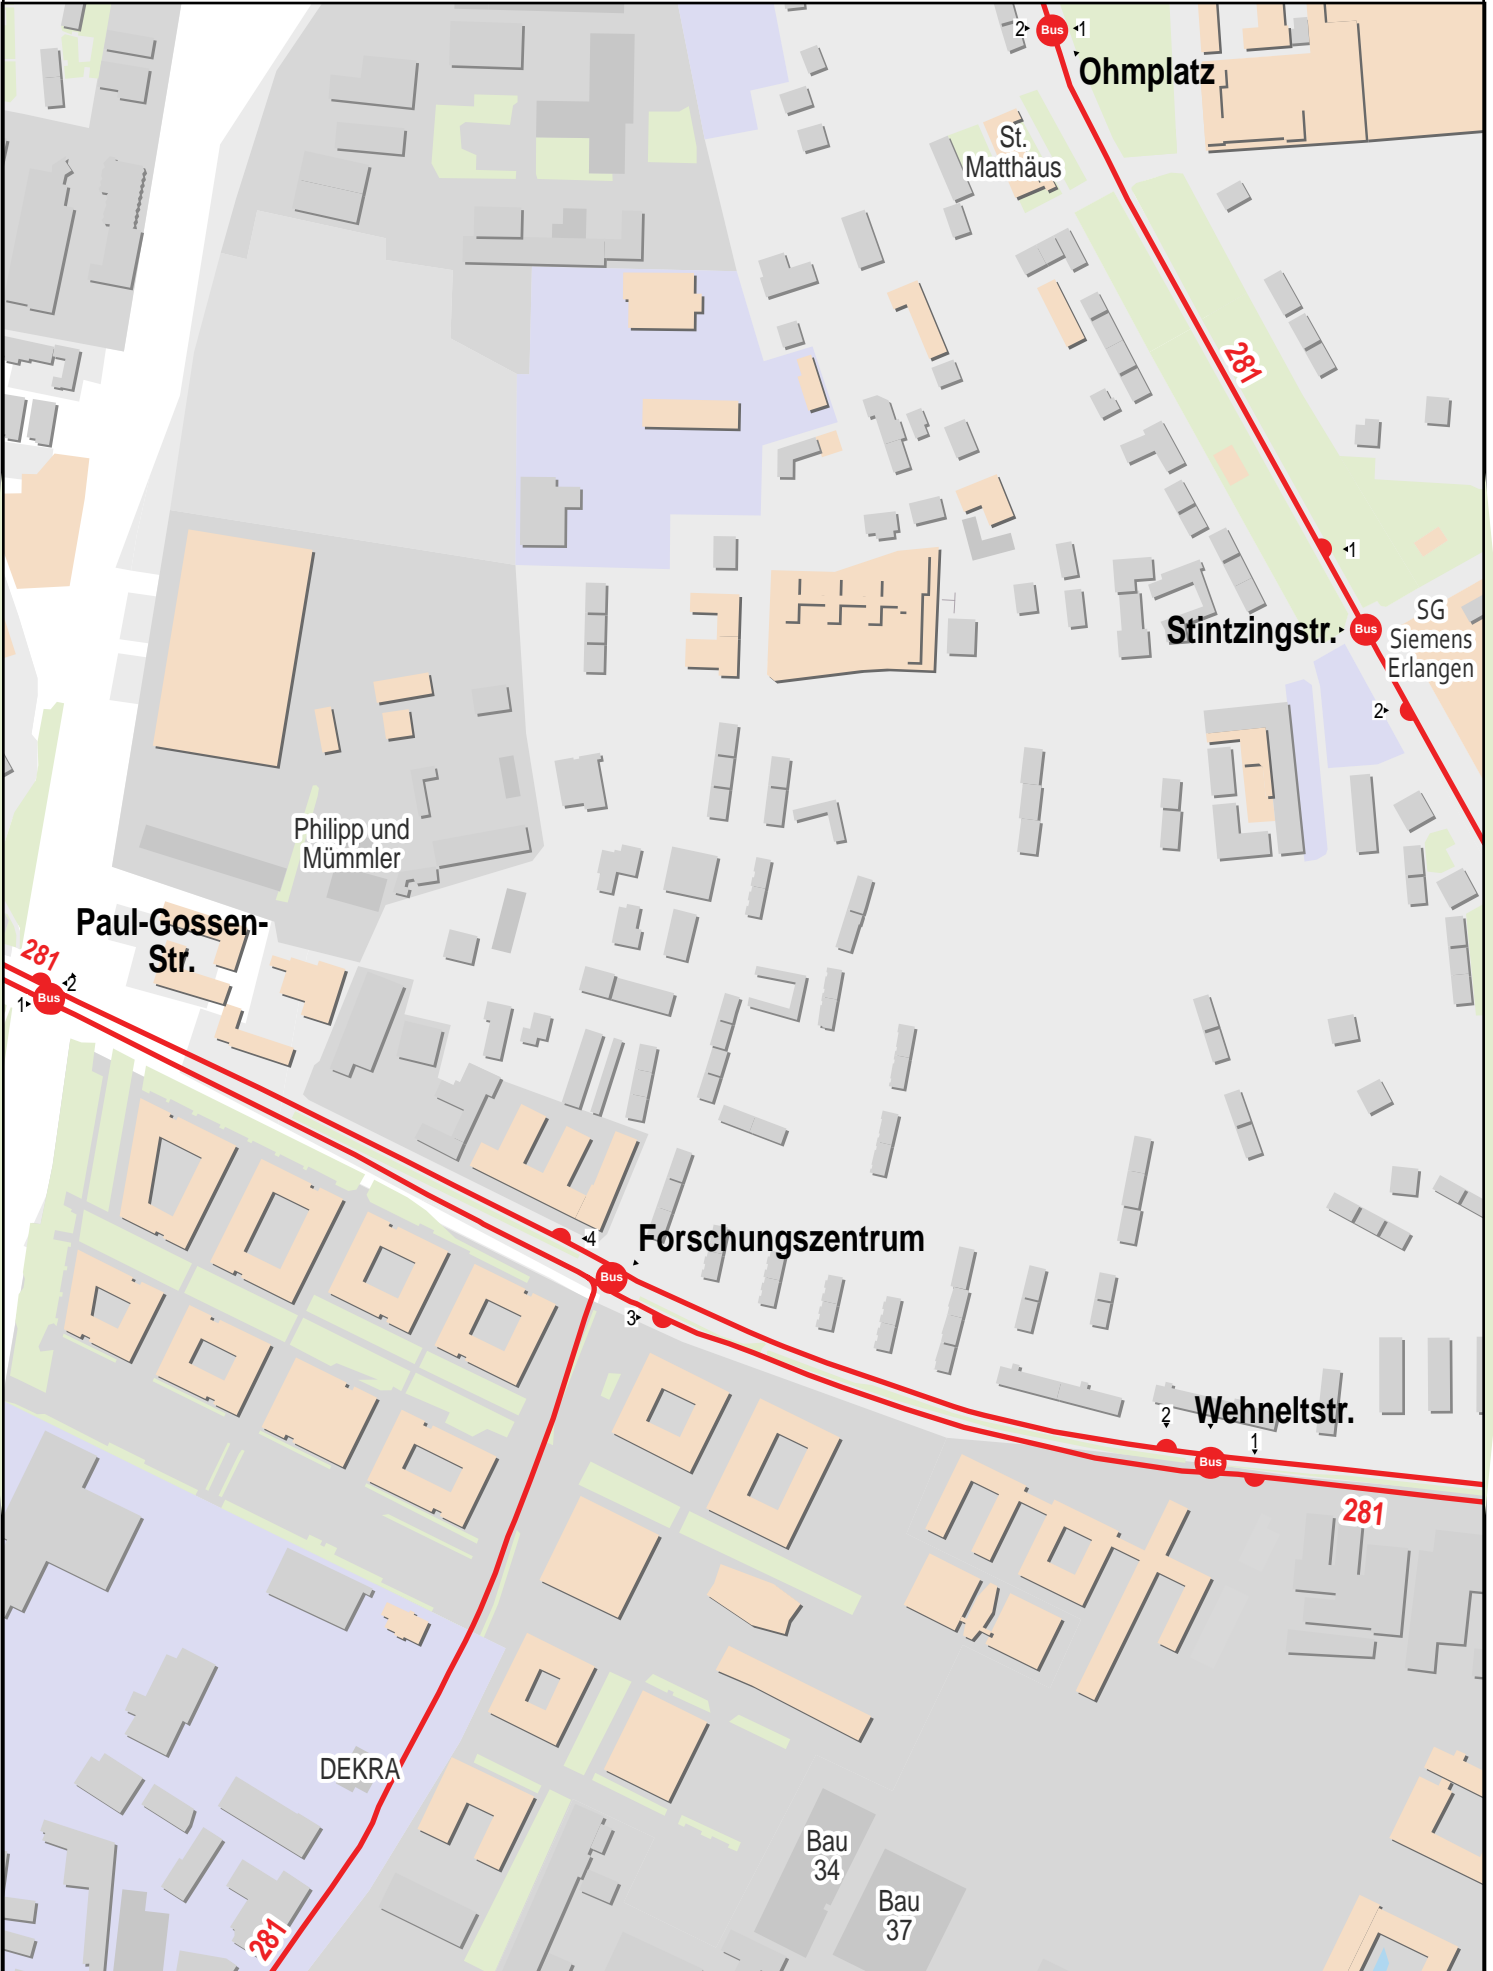 2
Bus
1
Ohmplatz
St.
Matthäus
281
1
Stintzingstr.
Bus
SG
Siemens
Erlangen
2
Philipp und
Mümmler
Paul-Gossen-
Str.
281
2
1
Bus
4
Forschungszentrum
Bus
3
2
Wehneltstr.
1
Bus
281
DEKRA
Bau
34
Bau
37
281